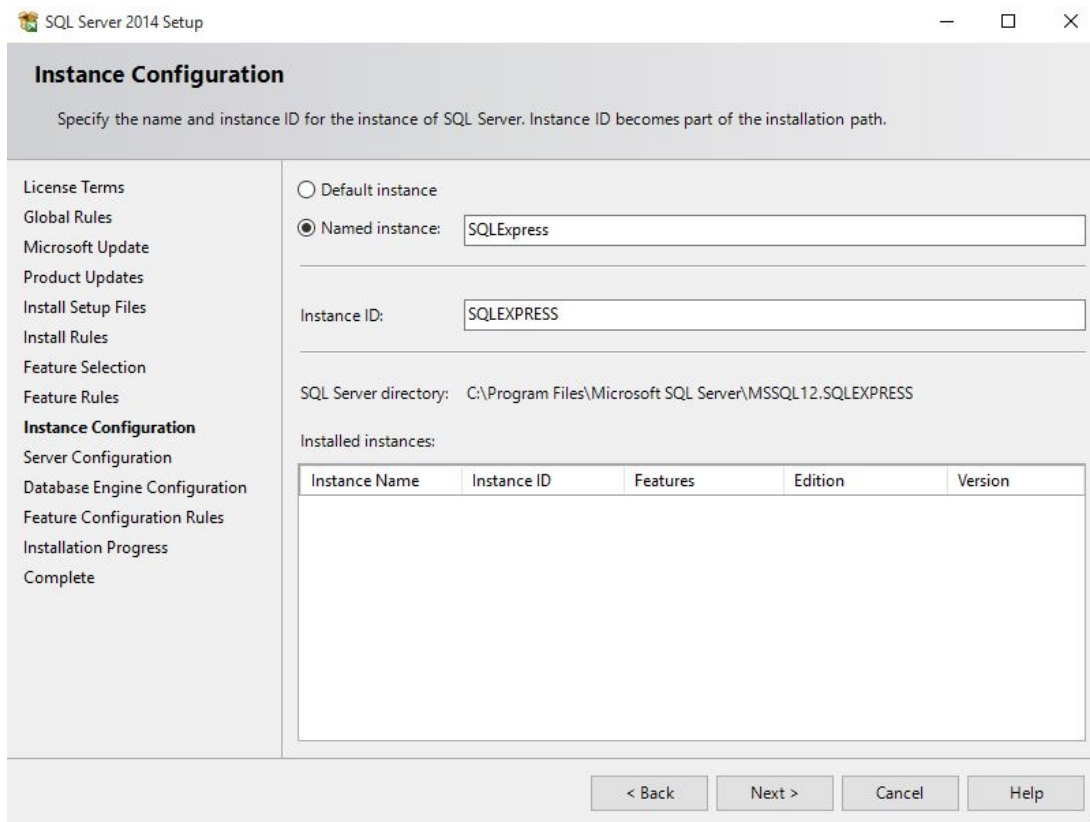 SQL Server 2014 Setup
Instance Configuration
Specify the name and instance ID for the instance of SQL Server. Instance ID becomes part of the installation path.
License Terms
Global Rules
Microsoft Update
Product Updates
Install Setup Files
Install Rules
Feature Selection
Feature Rules
Instance Configuration
Server Configuration
Database Engine Configuration
Feature Configuration Rules
Installation Progress
Complete
Default instance
Named instance: SQLExpress
Instance ID: SQLEXPRESS
SQL Server directory: C:\Program Files\Microsoft SQL Server\MSSQL12.SQLEXPRESS
Installed instances:
Instance Name Instance ID Features Edition Version
< Back Next > Cancel Help